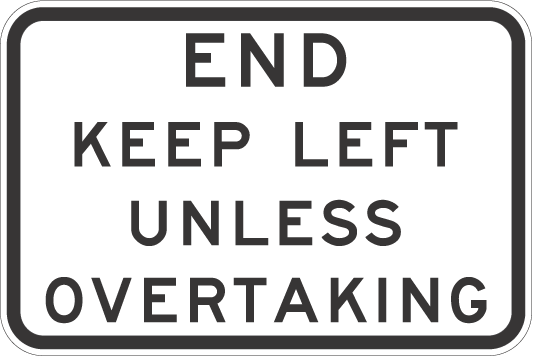 END
KEEP LEFT
UNLESS
OVERTAKING